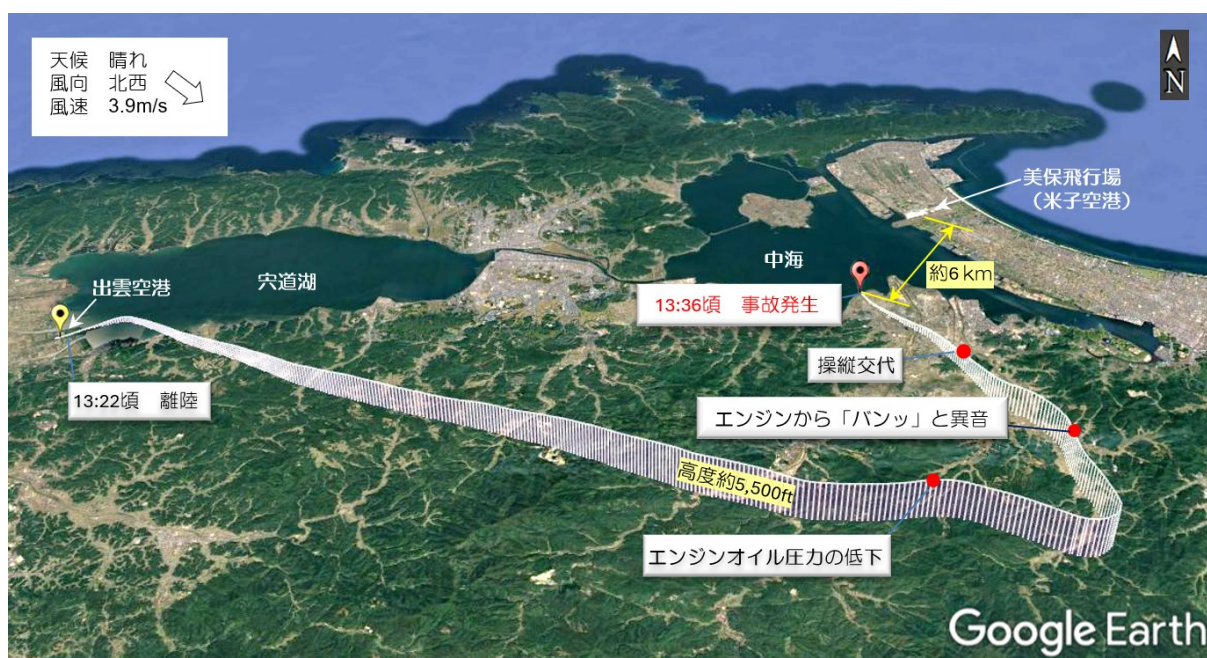 天候 晴れ
風向 北西
風速 3.9m/s
N
美保飛行場
(米子空港)
中海
約6km
宍道湖
出雲空港
13:36頃 事故発生
操縦交代
13:22頃 離陸
エンジンから「バンッ」と異音
高度約5,500ft
エンジンオイル圧力の低下
Google Earth